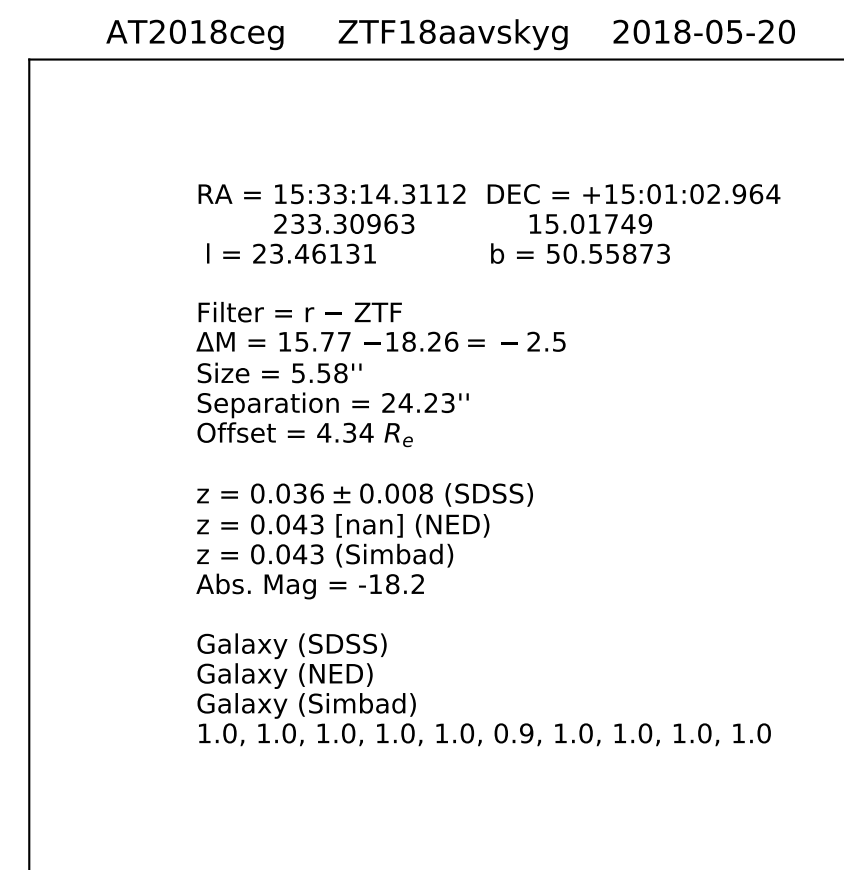 AT2018ceg ZTF18aavskyg 2018-05-20
RA = 15:33:14.3112 DEC = +15:01:02.964
233.30963 15.01749
l = 23.46131 b = 50.55873
Filter = r − ZTF
ΔM = 15.77 −18.26 = − 2.5
Size = 5.58''
Separation = 24.23''
Offset = 4.34 Rₑ
z = 0.036 ± 0.008 (SDSS)
z = 0.043 [nan] (NED)
z = 0.043 (Simbad)
Abs. Mag = -18.2
Galaxy (SDSS)
Galaxy (NED)
Galaxy (Simbad)
1.0, 1.0, 1.0, 1.0, 1.0, 0.9, 1.0, 1.0, 1.0, 1.0